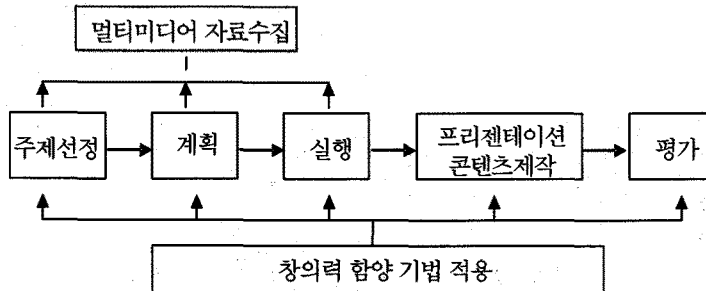 멀티미디어 자료수집
주제선정
계획
실행
프리젠테이션
콘텐츠제작
평가
창의력 함양 기법 적용